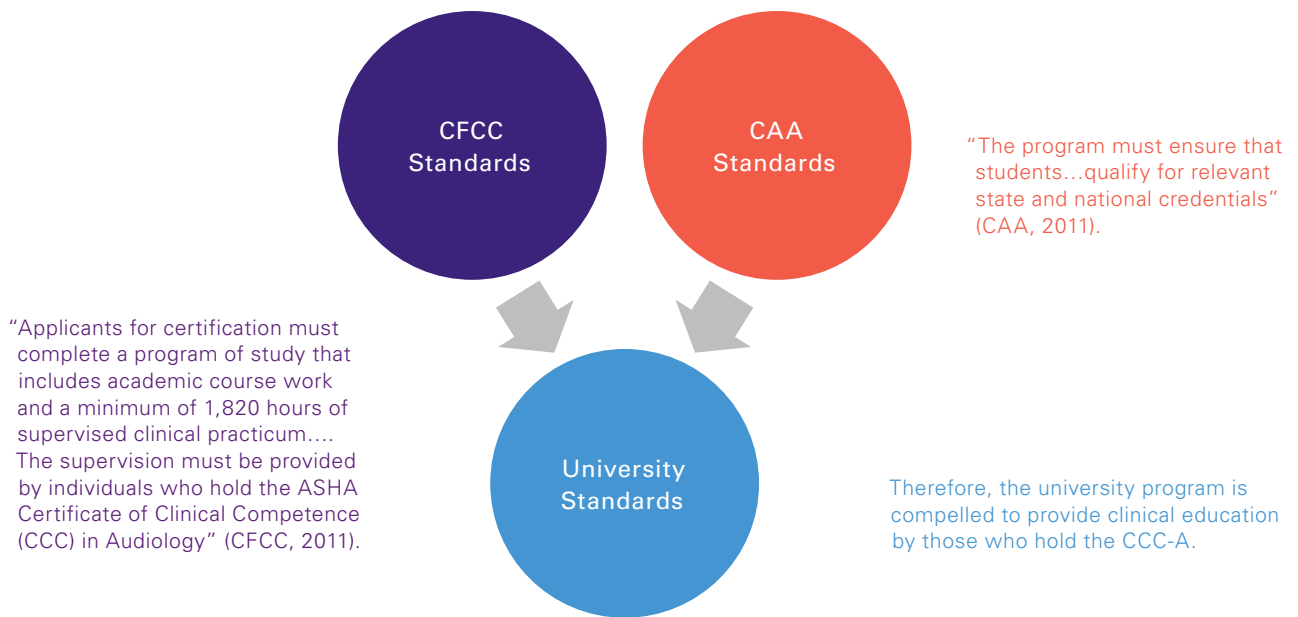 CFCC
Standards
CAA
Standards
“The program must ensure that
students…qualify for relevant
state and national credentials”
(CAA, 2011).
“Applicants for certification must
complete a program of study that
includes academic course work
and a minimum of 1,820 hours of
supervised clinical practicum….
The supervision must be provided
by individuals who hold the ASHA
Certificate of Clinical Competence
(CCC) in Audiology” (CFCC, 2011).
University
Standards
Therefore, the university program is
compelled to provide clinical education
by those who hold the CCC-A.